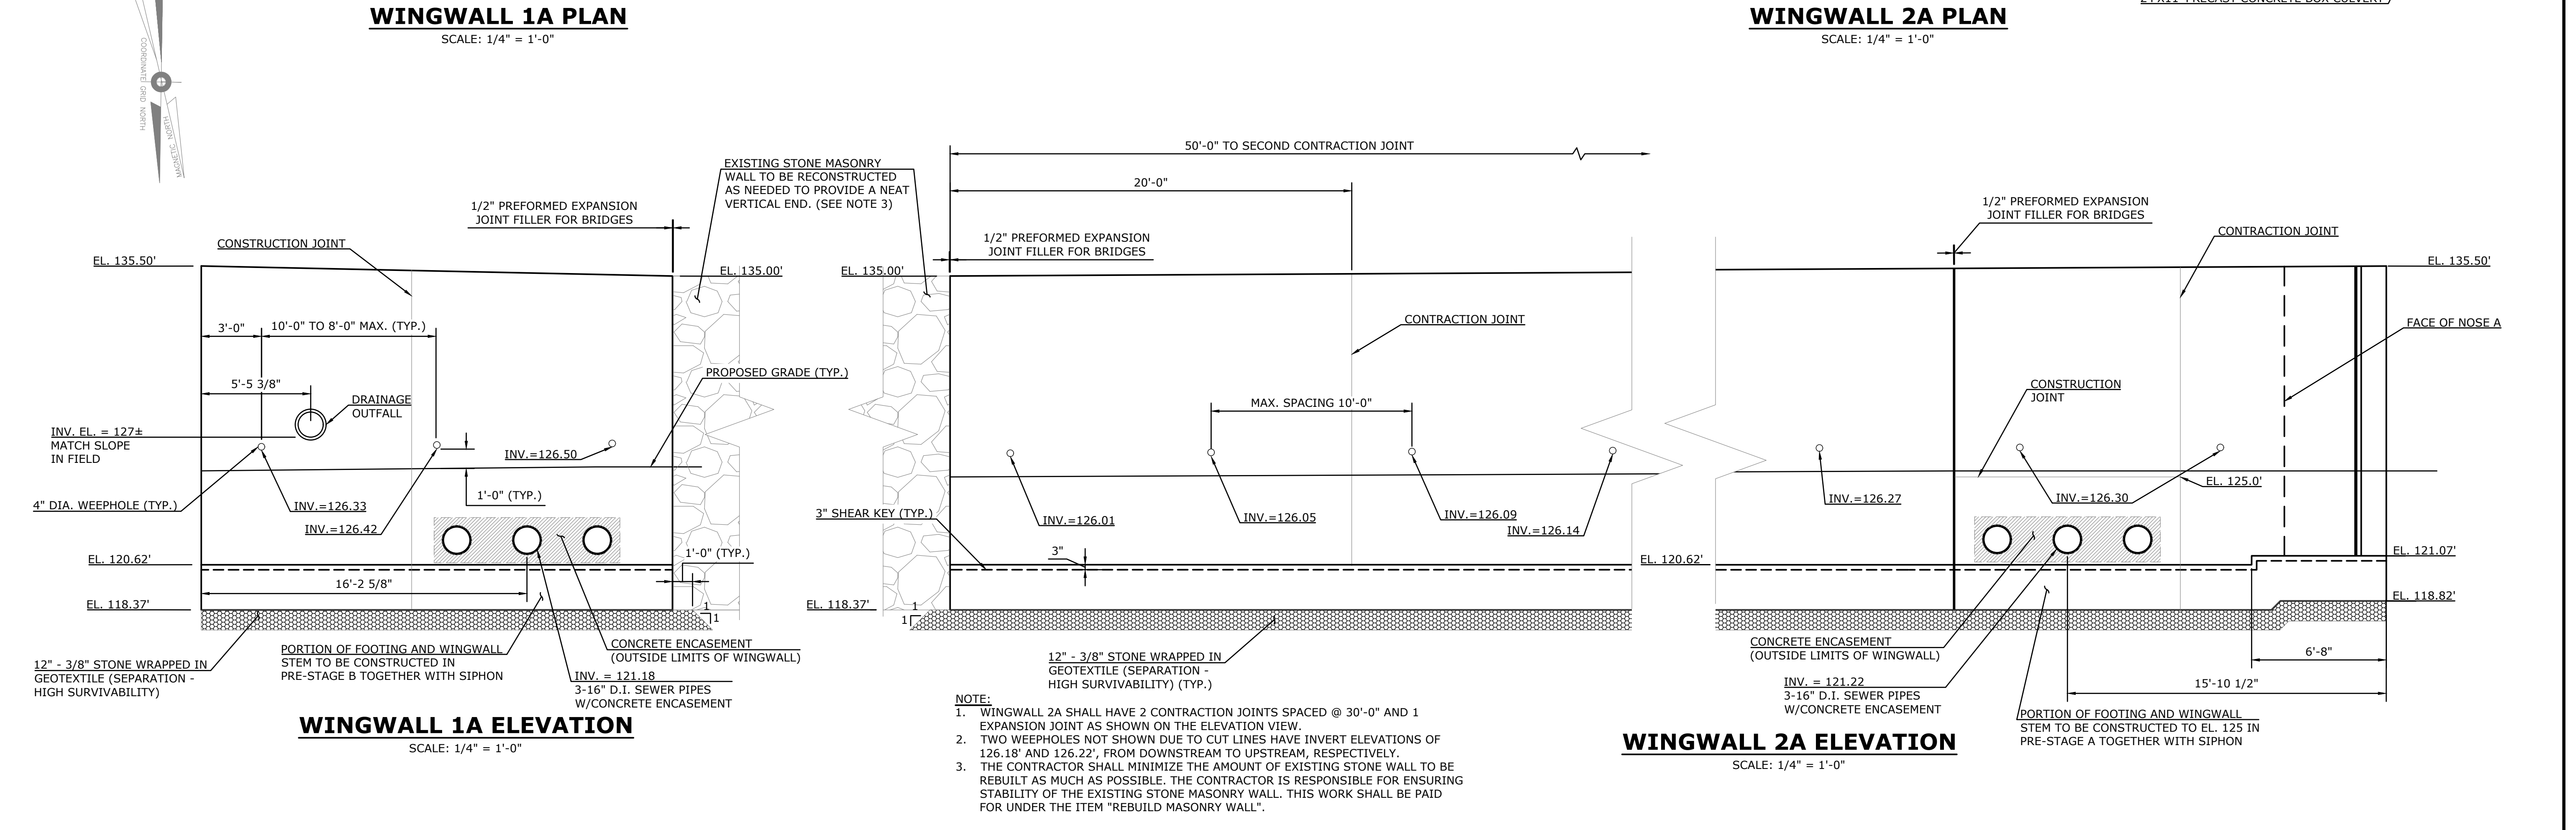 WINGWALL 1A PLAN
SCALE: 1/4" = 1'-0"
WINGWALL 2A PLAN
SCALE: 1/4" = 1'-0"
COORDINATE GRID NORTH
MAGNETIC NORTH
EL. 135.50'
CONSTRUCTION JOINT
1/2" PREFORMED EXPANSION
JOINT FILLER FOR BRIDGES
EXISTING STONE MASONRY
WALL TO BE RECONSTRUCTED
AS NEEDED TO PROVIDE A NEAT
VERTICAL END. (SEE NOTE 3)
EL. 135.00'
3'-0"
10'-0" TO 8'-0" MAX. (TYP.)
5'-5 3/8"
DRAINAGE
OUTFALL
PROPOSED GRADE (TYP.)
INV. EL. = 127±
MATCH SLOPE
IN FIELD
INV.=126.50
4" DIA. WEEPHOLE (TYP.)
INV.=126.33
INV.=126.42
1'-0" (TYP.)
1'-0" (TYP.)
EL. 120.62'
16'-2 5/8"
EL. 118.37'
1
1
12" - 3/8" STONE WRAPPED IN
GEOTEXTILE (SEPARATION -
HIGH SURVIVABILITY)
PORTION OF FOOTING AND WINGWALL
STEM TO BE CONSTRUCTED IN
PRE-STAGE B TOGETHER WITH SIPHON
CONCRETE ENCASEMENT
(OUTSIDE LIMITS OF WINGWALL)
INV. = 121.18
3-16" D.I. SEWER PIPES
W/CONCRETE ENCASEMENT
WINGWALL 1A ELEVATION
SCALE: 1/4" = 1'-0"
50'-0" TO SECOND CONTRACTION JOINT
20'-0"
1/2" PREFORMED EXPANSION
JOINT FILLER FOR BRIDGES
EL. 135.00'
CONTRACTION JOINT
MAX. SPACING 10'-0"
3" SHEAR KEY (TYP.)
INV.=126.01
INV.=126.05
INV.=126.09
INV.=126.14
3"
EL. 120.62'
EL. 118.37'
1
1
12" - 3/8" STONE WRAPPED IN
GEOTEXTILE (SEPARATION -
HIGH SURVIVABILITY) (TYP.)
NOTE:
1. WINGWALL 2A SHALL HAVE 2 CONTRACTION JOINTS SPACED @ 30'-0" AND 1
EXPANSION JOINT AS SHOWN ON THE ELEVATION VIEW.
2. TWO WEEPHOLES NOT SHOWN DUE TO CUT LINES HAVE INVERT ELEVATIONS OF
126.18' AND 126.22', FROM DOWNSTREAM TO UPSTREAM, RESPECTIVELY.
3. THE CONTRACTOR SHALL MINIMIZE THE AMOUNT OF EXISTING STONE WALL TO BE
REBUILT AS MUCH AS POSSIBLE. THE CONTRACTOR IS RESPONSIBLE FOR ENSURING
STABILITY OF THE EXISTING STONE MASONRY WALL. THIS WORK SHALL BE PAID
FOR UNDER THE ITEM "REBUILD MASONRY WALL".
1/2" PREFORMED EXPANSION
JOINT FILLER FOR BRIDGES
CONTRACTION JOINT
EL. 135.50'
FACE OF NOSE A
CONSTRUCTION
JOINT
INV.=126.27
INV.=126.30
EL. 125.0'
EL. 121.07'
EL. 118.82'
6'-8"
15'-10 1/2"
CONCRETE ENCASEMENT
(OUTSIDE LIMITS OF WINGWALL)
INV. = 121.22
3-16" D.I. SEWER PIPES
W/CONCRETE ENCASEMENT
PORTION OF FOOTING AND WINGWALL
STEM TO BE CONSTRUCTED TO EL. 125 IN
PRE-STAGE A TOGETHER WITH SIPHON
WINGWALL 2A ELEVATION
SCALE: 1/4" = 1'-0"